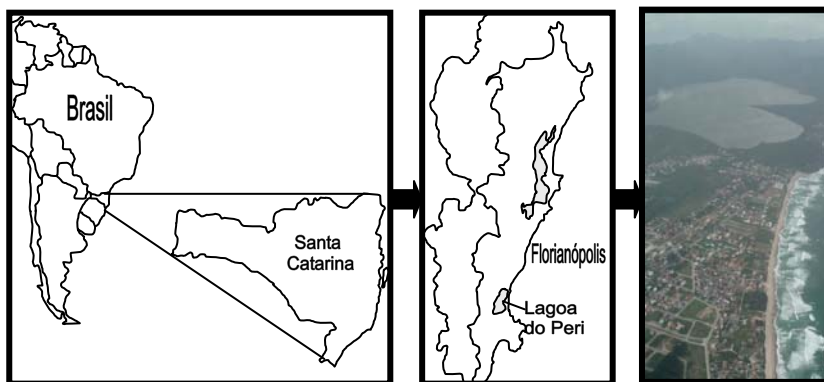 Brasil
Santa
Catarina
Florianópolis
Lagoa
do Peri